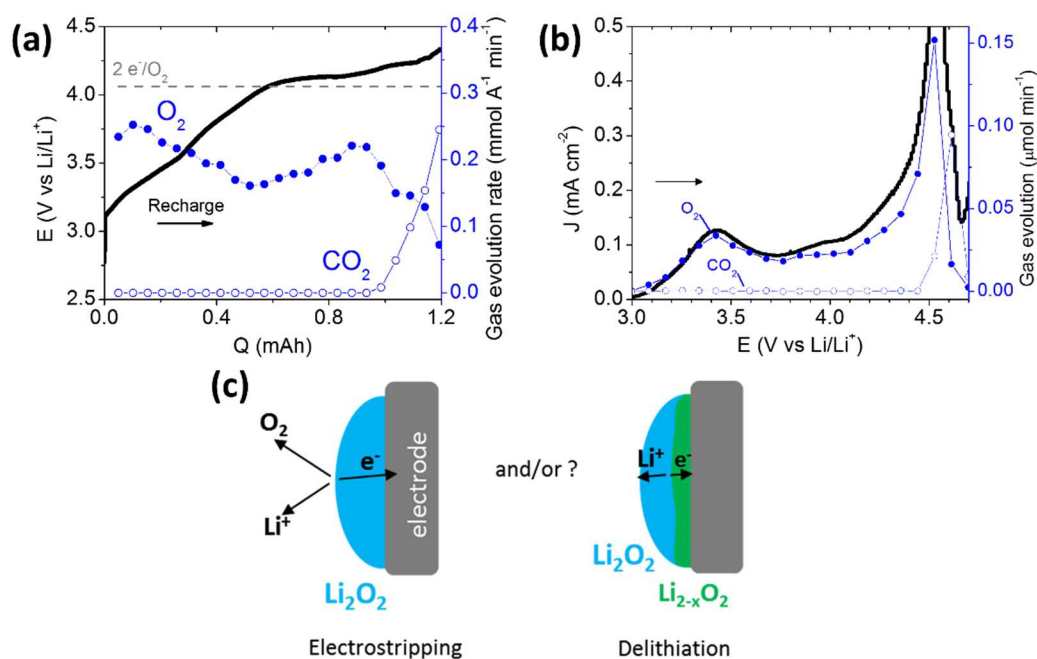 (a)
4.5
4.0
3.5
3.0
2.5
E (V vs Li/Li⁺)
2 e⁻/O₂
O₂
Recharge
CO₂
0.0 0.4 0.8 1.2
Q (mAh)
0.4
0.3
0.2
0.1
0.0
Gas evolution rate (mmol A⁻¹ min⁻¹)
(b)
0.5
0.4
0.3
0.2
0.1
0.0
J (mA cm⁻²)
O₂
CO₂
3.0 3.5 4.0 4.5
E (V vs Li/Li⁺)
0.15
0.10
0.05
0.00
Gas evolution (μmol min⁻¹)
(c)
O₂
e⁻
Li⁺
electrode
Li₂O₂
Electrostripping
and/or ?
Li⁺ e⁻
Li₂O₂
Li₂₋ₓO₂
Delithiation